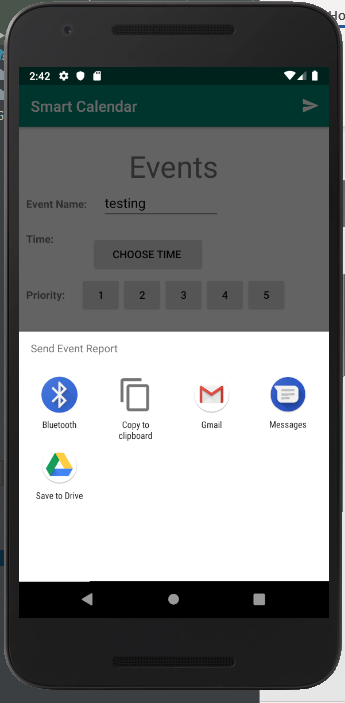 Ho
2:42
Smart Calendar
Events
Event Name: testing
Time:
CHOOSE TIME
Priority: 1 2 3 4 5
Send Event Report
Bluetooth
Copy to
clipboard
Gmail
Messages
Save to Drive